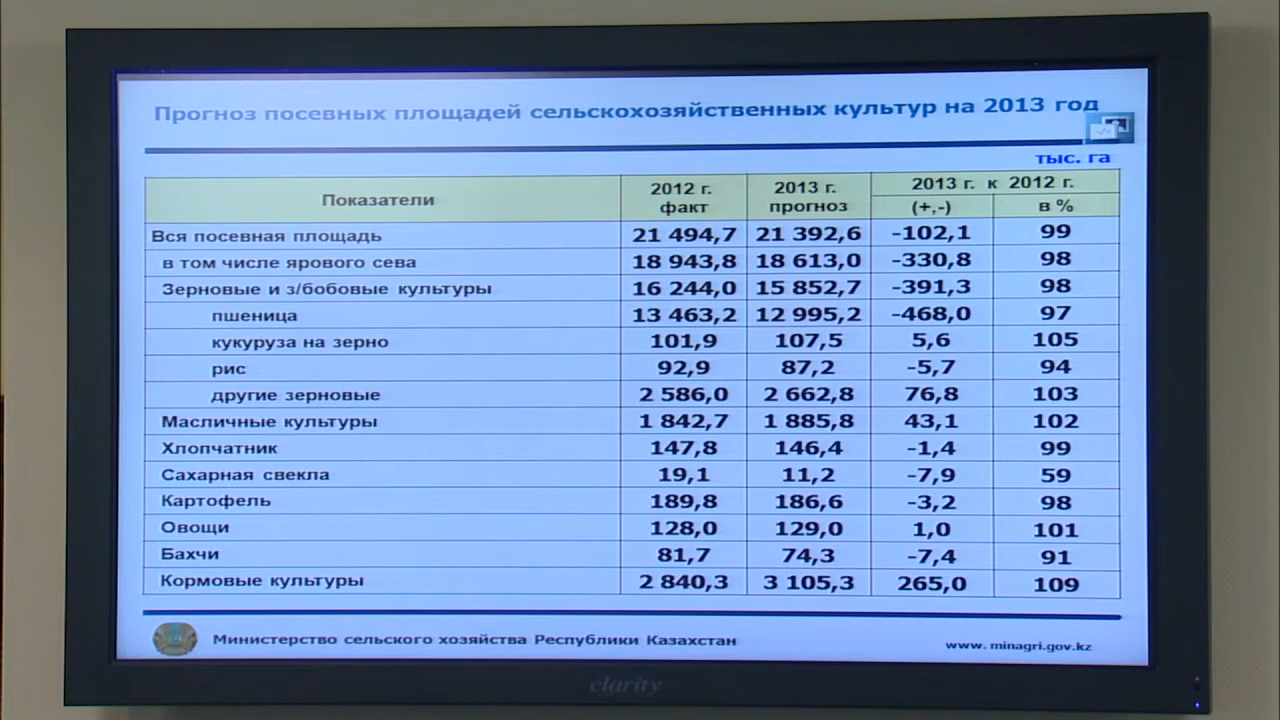 Прогноз посевных площадей сельскохозяйственных культур на 2013 год
тыс. га
Показатели 2012 г. факт 2013 г. прогноз 2013 г. к 2012 г. (+,-) в %
Вся посевная площадь 21 494,7 21 392,6 -102,1 99
в том числе ярового сева 18 943,8 18 613,0 -330,8 98
Зерновые и з/бобовые культуры 16 244,0 15 852,7 -391,3 98
пшеница 13 463,2 12 995,2 -468,0 97
кукуруза на зерно 101,9 107,5 5,6 105
рис 92,9 87,2 -5,7 94
другие зерновые 2 586,0 2 662,8 76,8 103
Масличные культуры 1 842,7 1 885,8 43,1 102
Хлопчатник 147,8 146,4 -1,4 99
Сахарная свекла 19,1 11,2 -7,9 59
Картофель 189,8 186,6 -3,2 98
Овощи 128,0 129,0 1,0 101
Бахчи 81,7 74,3 -7,4 91
Кормовые культуры 2 840,3 3 105,3 265,0 109
Министерство сельского хозяйства Республики Казахстан
www. minagri.gov.kz
clarity